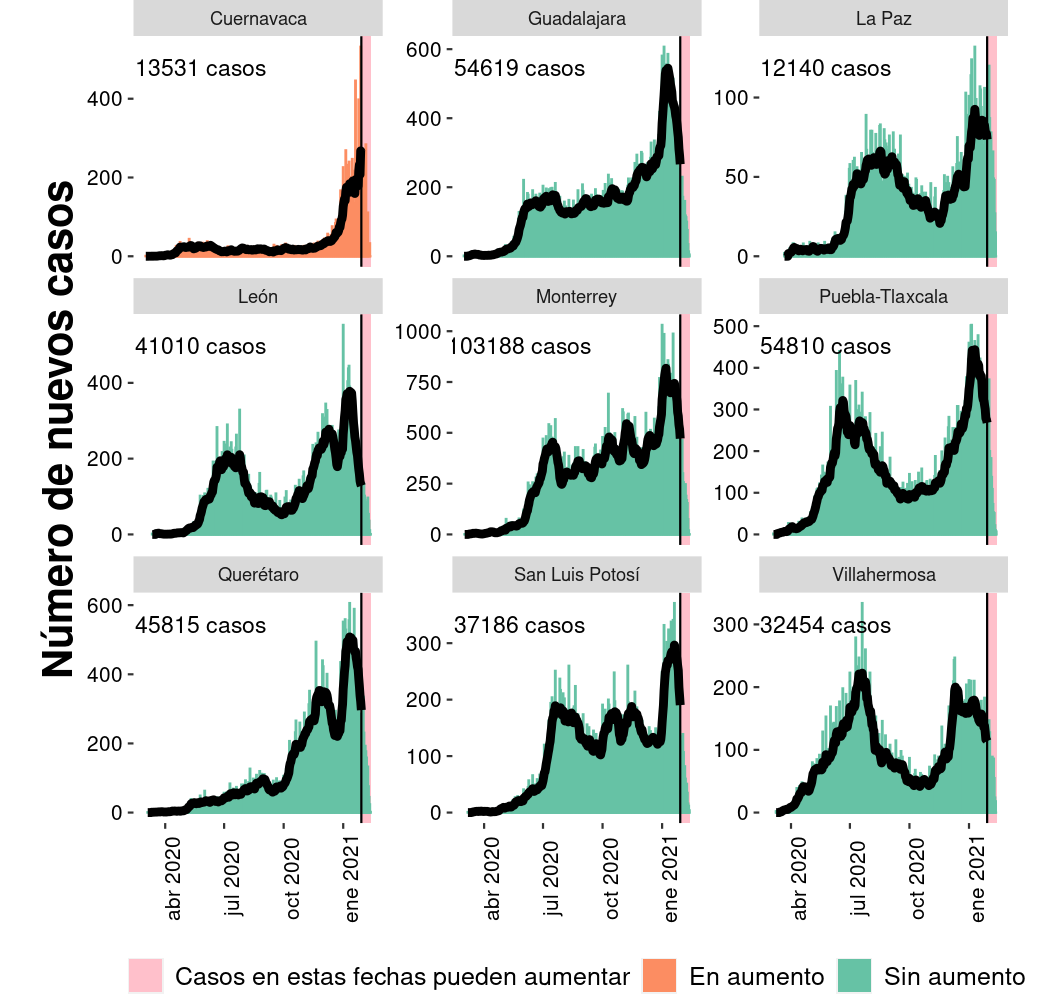 Número de nuevos casos
Cuernavaca
Guadalajara
La Paz
13531 casos
54619 casos
12140 casos
400
200
0
600
400
200
0
100
50
0
León
Monterrey
Puebla-Tlaxcala
41010 casos
103188 casos
54810 casos
400
200
0
1000
750
500
250
0
500
400
300
200
100
0
Querétaro
San Luis Potosí
Villahermosa
45815 casos
37186 casos
32454 casos
600
400
200
0
300
200
100
0
300
200
100
0
abr 2020
jul 2020
oct 2020
ene 2021
abr 2020
jul 2020
oct 2020
ene 2021
abr 2020
jul 2020
oct 2020
ene 2021
Casos en estas fechas pueden aumentar
En aumento
Sin aumento